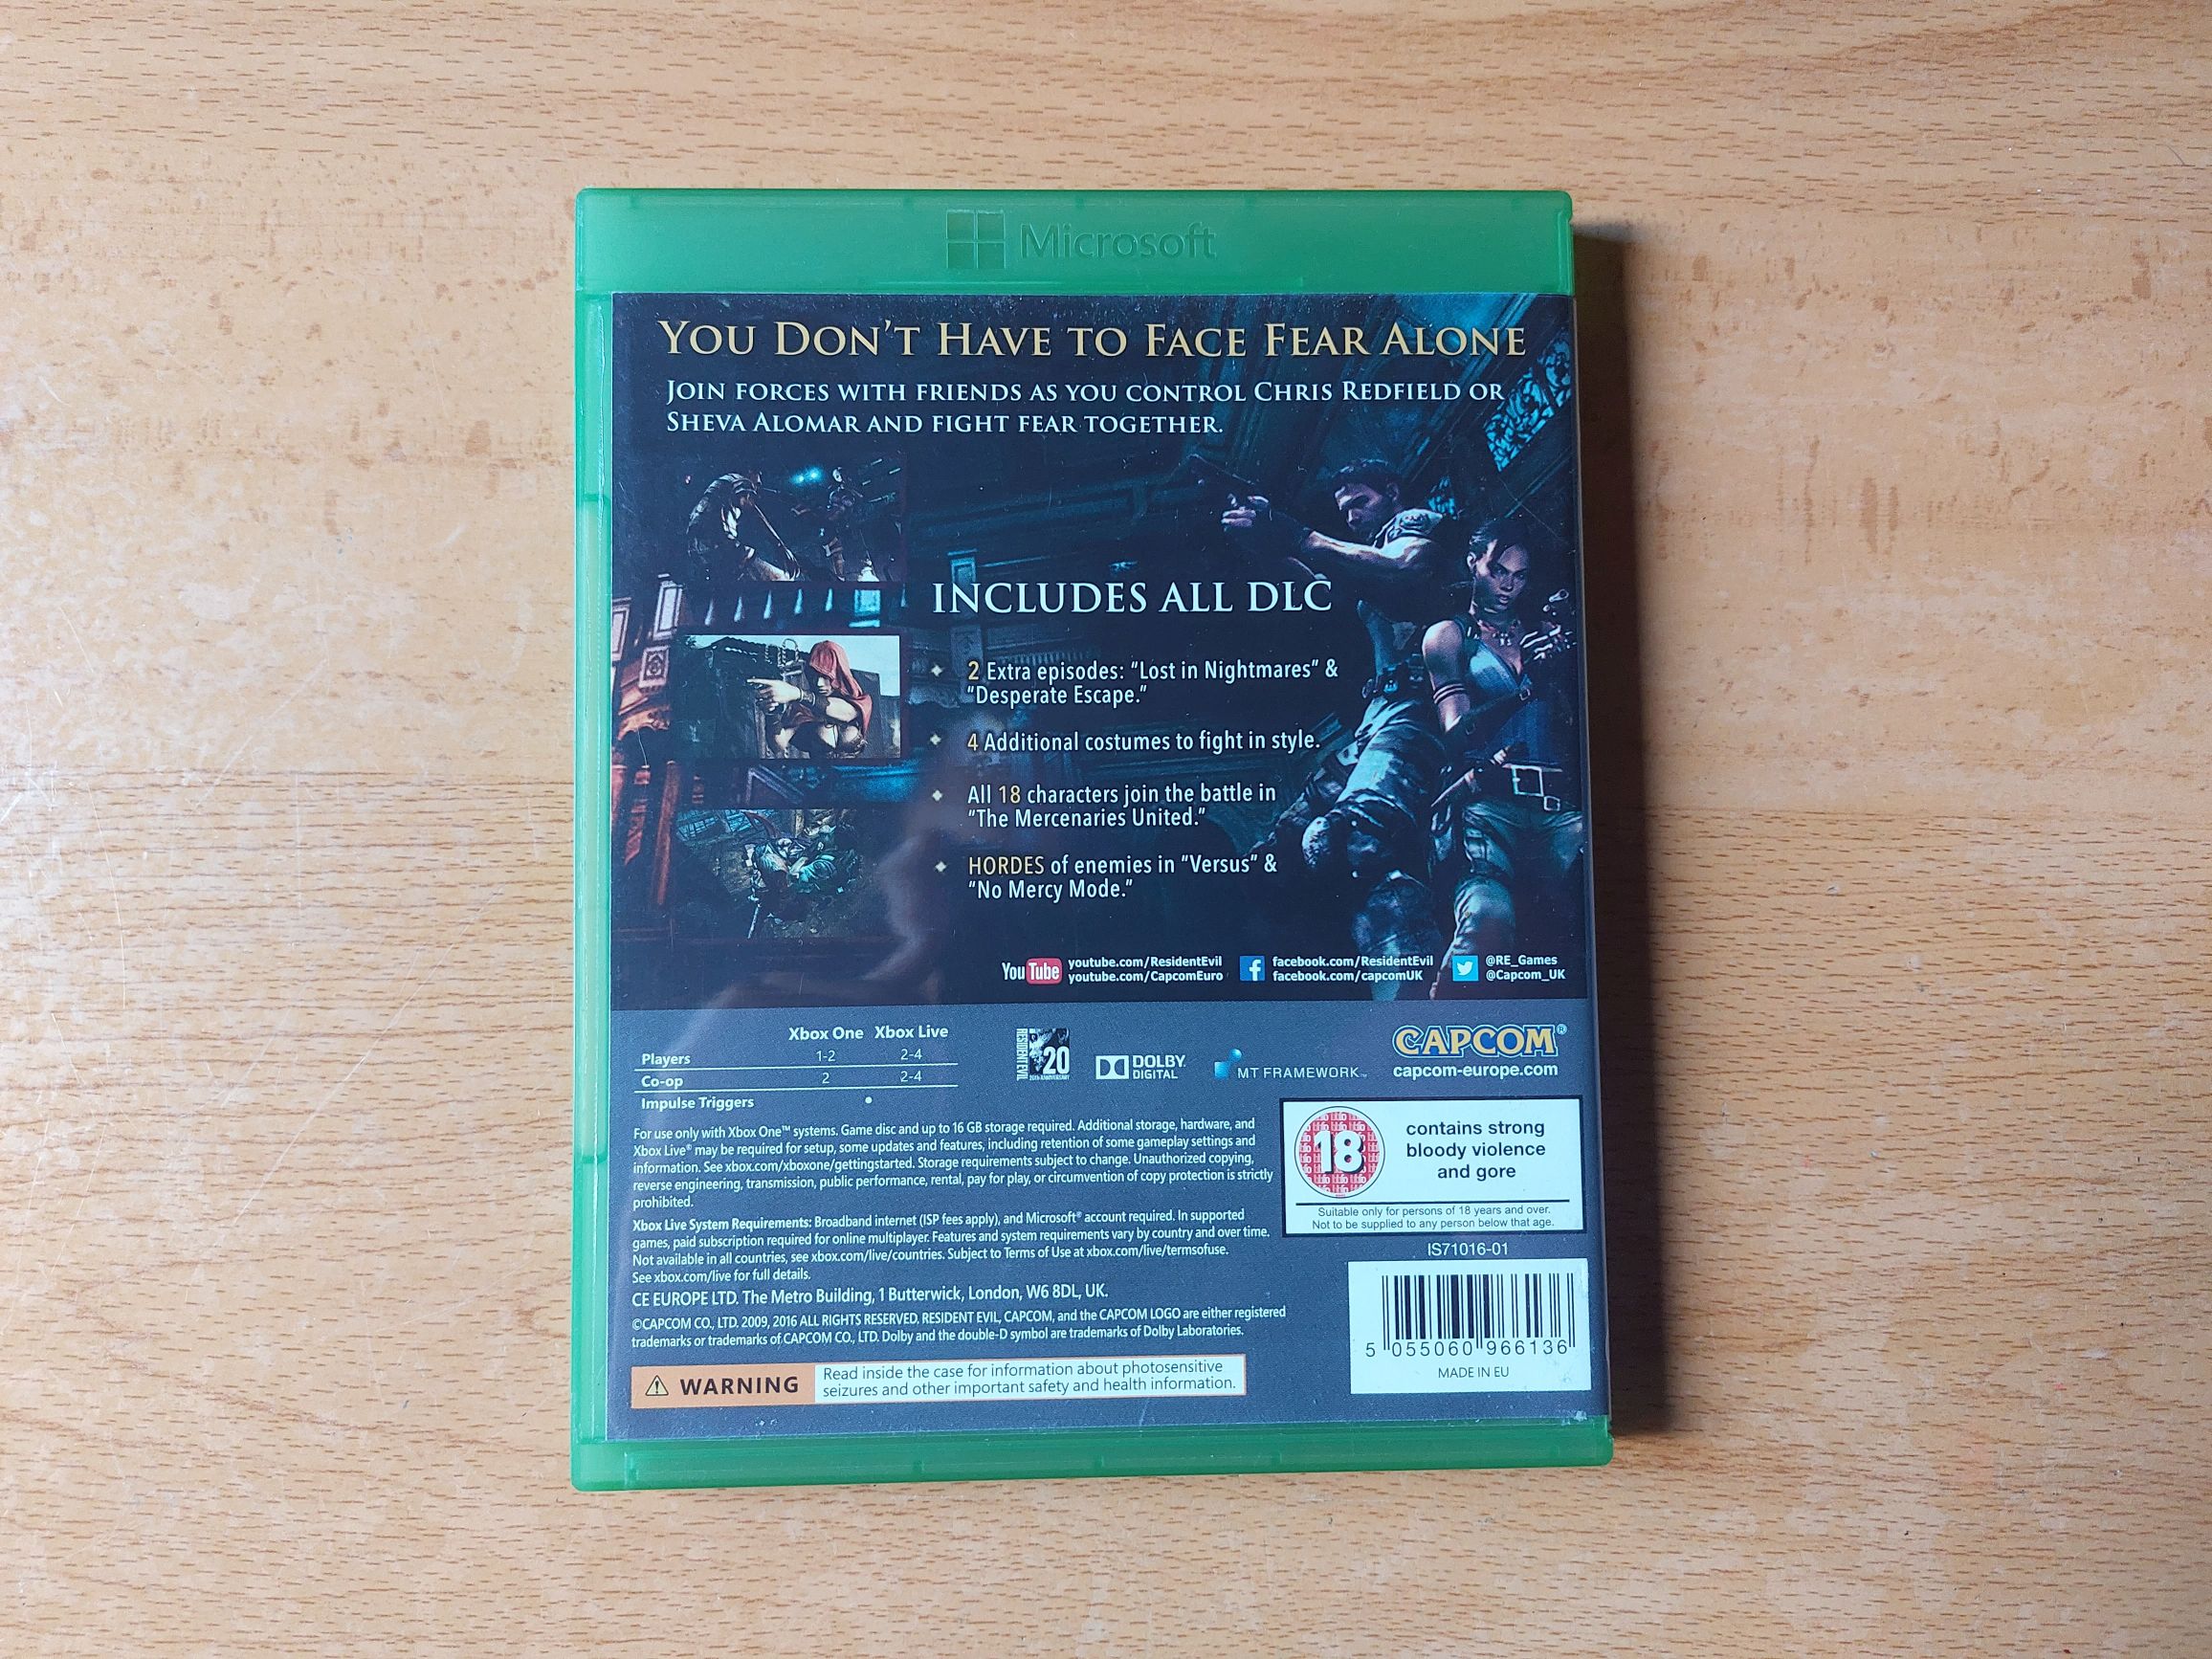 Microsoft
YOU DON'T HAVE TO FACE FEAR ALONE
JOIN FORCES WITH FRIENDS AS YOU CONTROL CHRIS REDFIELD OR
SHEVA ALOMAR AND FIGHT FEAR TOGETHER.
INCLUDES ALL DLC
2 Extra episodes: "Lost in Nightmares" &
"Desperate Escape."
4 Additional costumes to fight in style.
All 18 characters join the battle in
"The Mercenaries United."
HORDES of enemies in "Versus" &
"No Mercy Mode."
YouTube youtube.com/ResidentEvil
youtube.com/CapcomEuro
facebook.com/ResidentEvil
facebook.com/capcomUK
@RE_Games
@Capcom_UK
Xbox One Xbox Live
Players 1-2 2-4
Co-op 2 2-4
Impulse Triggers •
RESIDENT EVIL 20
DOLBY
DIGITAL
MT FRAMEWORK™
CAPCOM®
capcom-europe.com
For use only with Xbox One™ systems. Game disc and up to 16 GB storage required. Additional storage, hardware, and
Xbox Live® may be required for setup, some updates and features, including retention of some gameplay settings and
information. See xbox.com/xboxone/gettingstarted. Storage requirements subject to change. Unauthorized copying,
reverse engineering, transmission, public performance, rental, pay for play, or circumvention of copy protection is strictly
prohibited.
Xbox Live System Requirements: Broadband internet (ISP fees apply), and Microsoft® account required. In supported
games, paid subscription required for online multiplayer. Features and system requirements vary by country and over time.
Not available in all countries, see xbox.com/live/countries. Subject to Terms of Use at xbox.com/live/termsofuse.
See xbox.com/live for full details.
CE EUROPE LTD. The Metro Building, 1 Butterwick, London, W6 8DL, UK.
©CAPCOM CO., LTD. 2009, 2016 ALL RIGHTS RESERVED. RESIDENT EVIL, CAPCOM, and the CAPCOM LOGO are either registered
trademarks or trademarks of CAPCOM CO., LTD. Dolby and the double-D symbol are trademarks of Dolby Laboratories.
WARNING
Read inside the case for information about photosensitive
seizures and other important safety and health information.
18
contains strong
bloody violence
and gore
Suitable only for persons of 18 years and over.
Not to be supplied to any person below that age.
IS71016-01
5 055060 966136
MADE IN EU